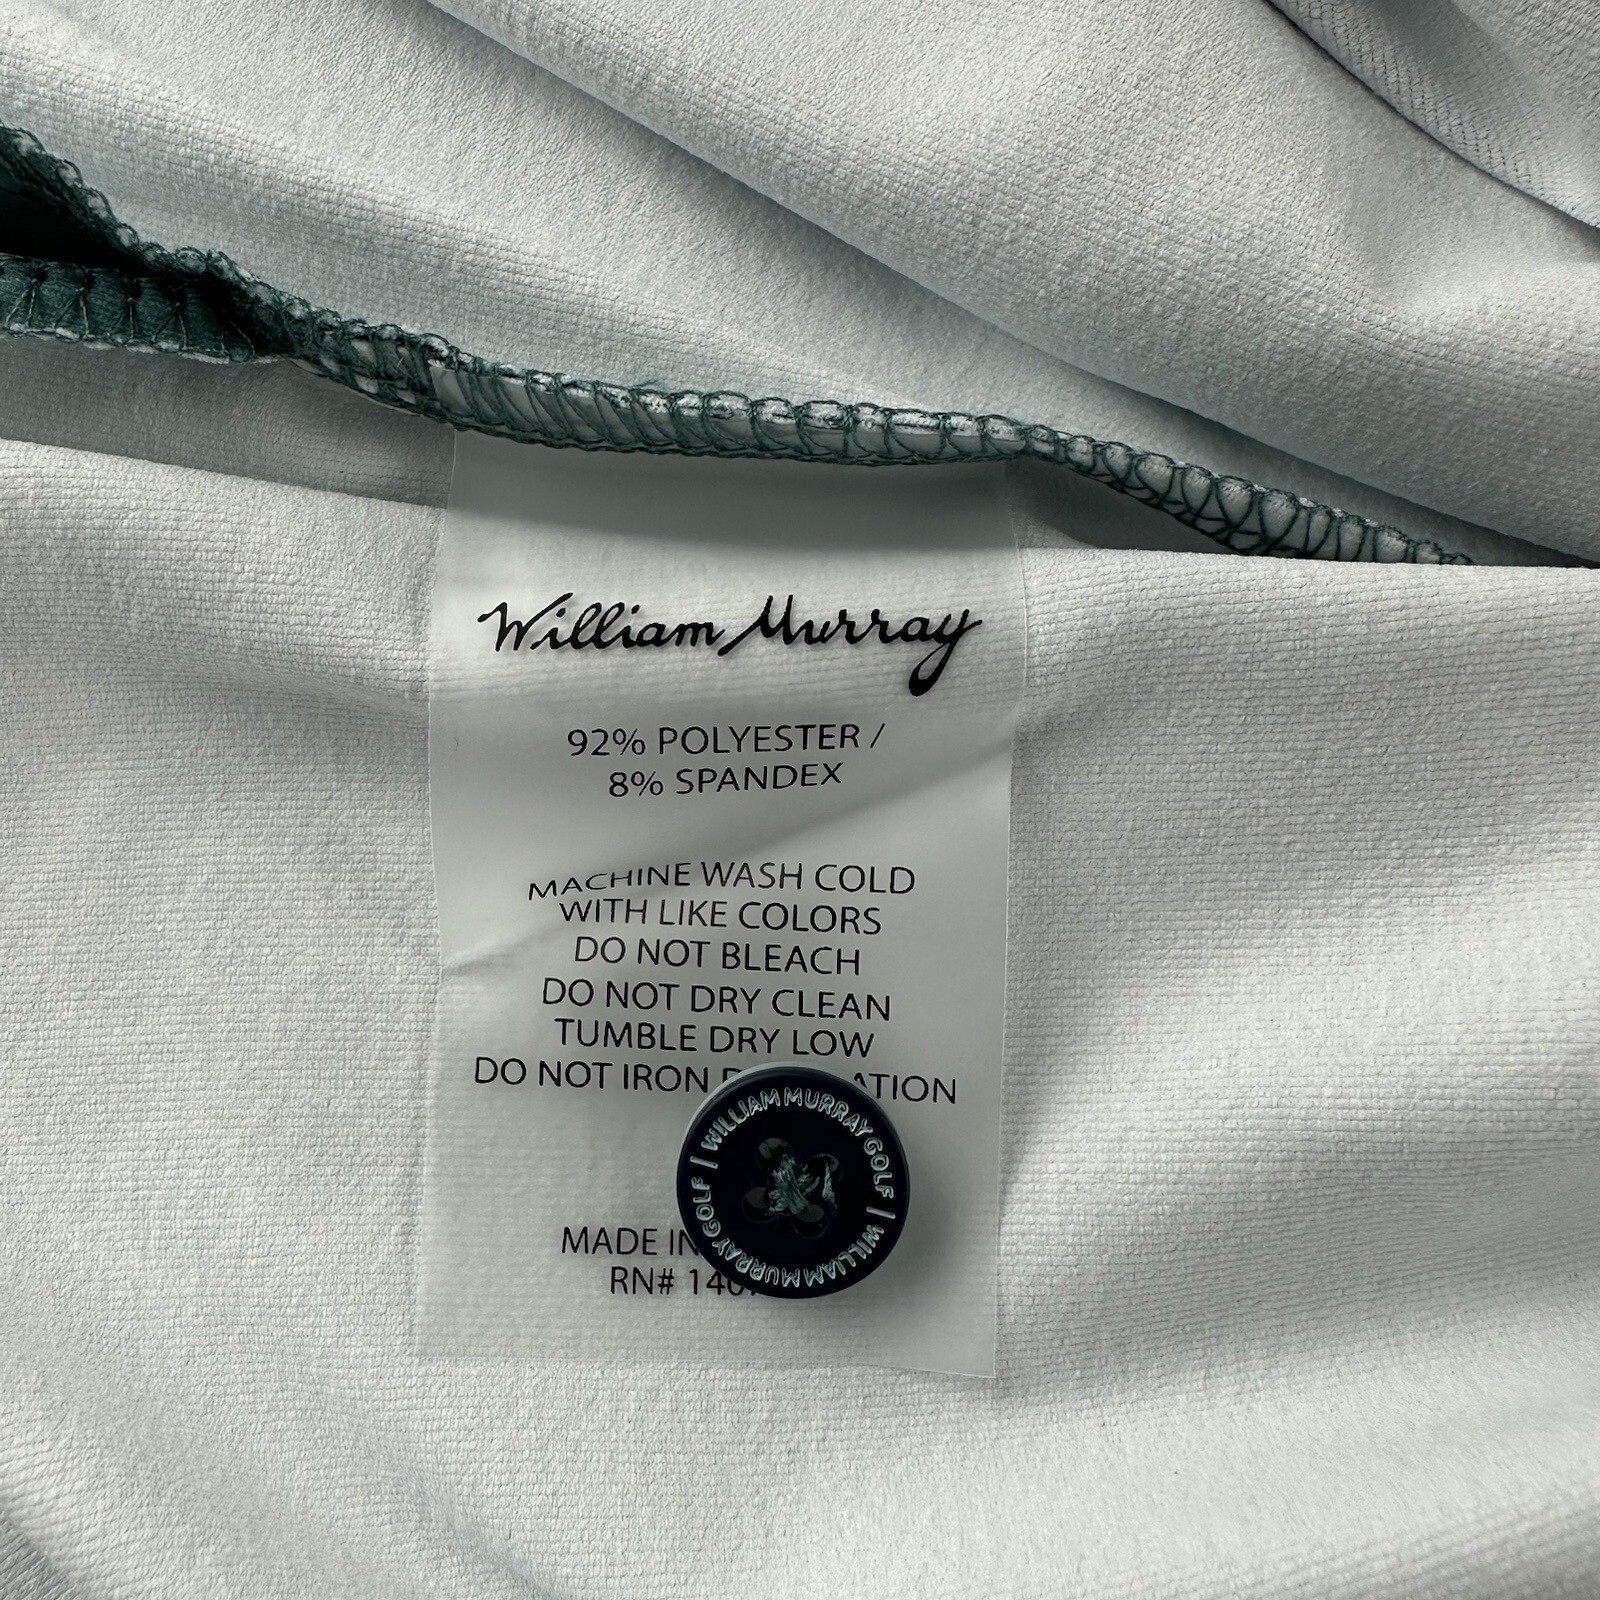 William Murray
92% POLYESTER /
8% SPANDEX
MACHINE WASH COLD
WITH LIKE COLORS
DO NOT BLEACH
DO NOT DRY CLEAN
TUMBLE DRY LOW
DO NOT IRON
WILLIAM MURRAY GOLF | WILLIAM MURRAY GOLF |
MADE IN
RN#